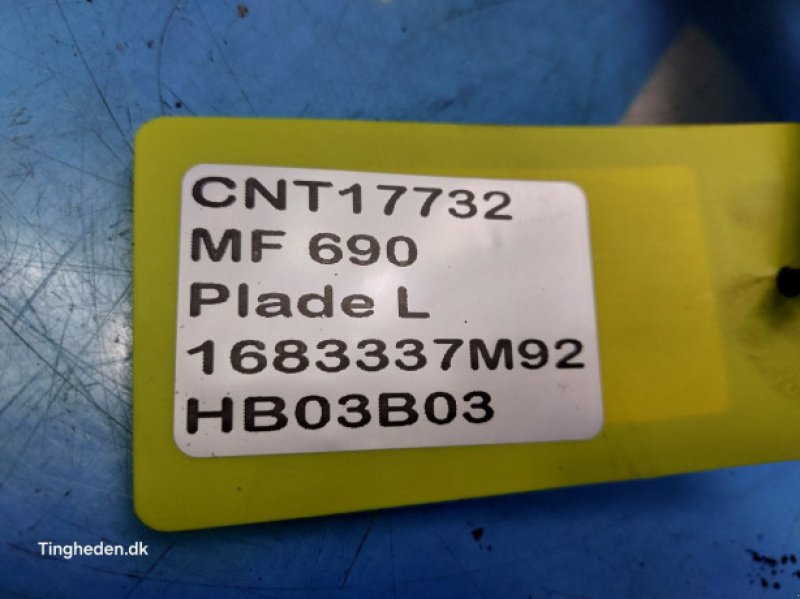 CNT17732
MF 690
Plade L
1683337M92
HB03B03
Tingheden.dk